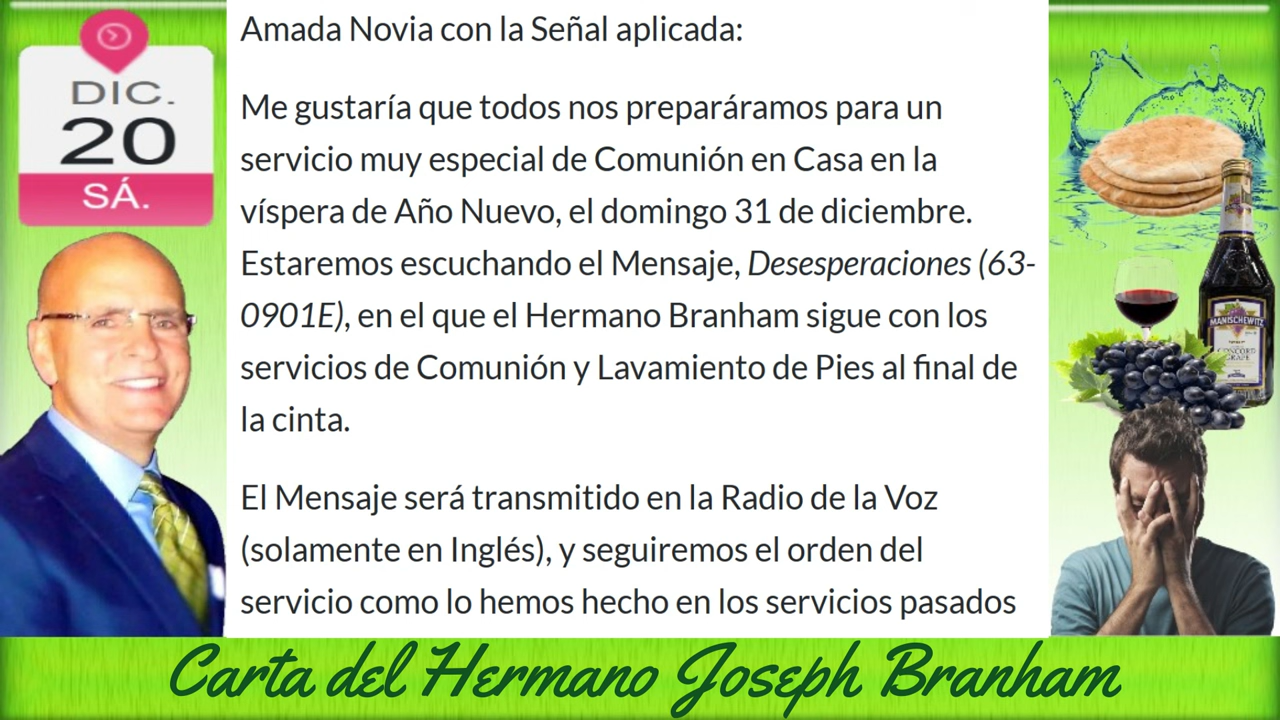 DIC.
20
SÁ.
Amada Novia con la Señal aplicada:
Me gustaría que todos nos preparáramos para un
servicio muy especial de Comunión en Casa en la
víspera de Año Nuevo, el domingo 31 de diciembre.
Estaremos escuchando el Mensaje, Desesperaciones (63-
0901E), en el que el Hermano Branham sigue con los
servicios de Comunión y Lavamiento de Pies al final de
la cinta.
El Mensaje será transmitido en la Radio de la Voz
(solamente en Inglés), y seguiremos el orden del
servicio como lo hemos hecho en los servicios pasados
MANISCHEWITZ
CONCORD
GRAPE
Carta del Hermano Joseph Branham